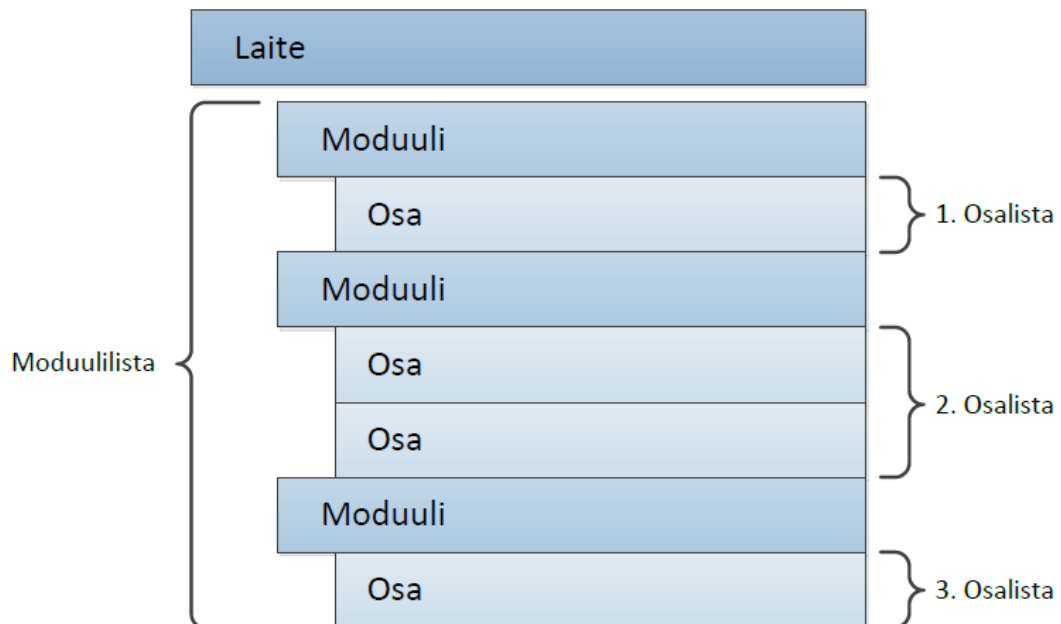 Laite
Moduuli
Osa
1. Osalista
Moduuli
Osa
Moduulilista
2. Osalista
Osa
Moduuli
Osa
3. Osalista